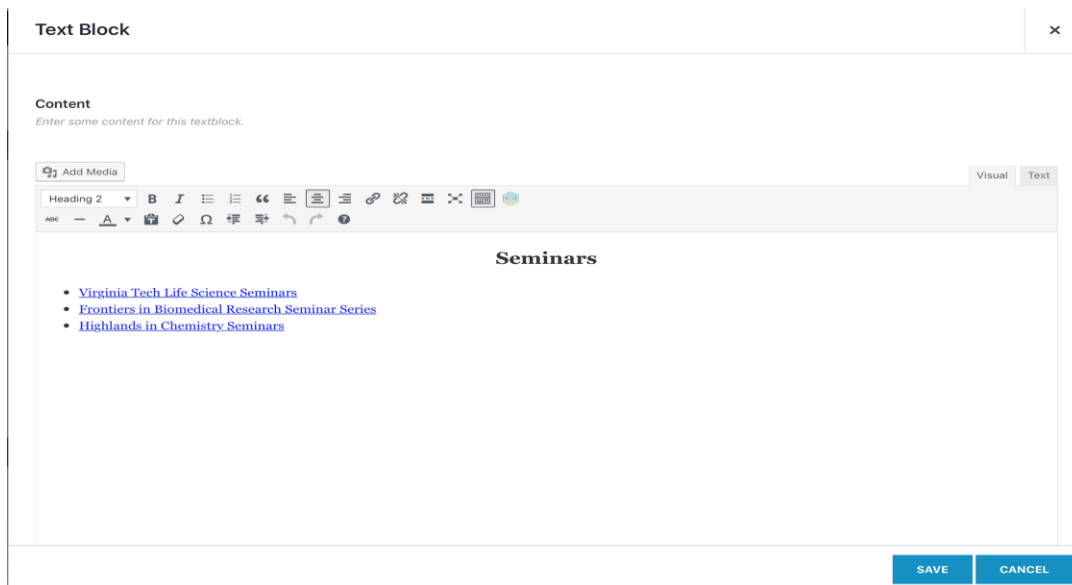 Text Block
×
Content
Enter some content for this textblock.
Add Media
Visual Text
Heading 2 B I
ABC A Ω
Seminars
Virginia Tech Life Science Seminars
Frontiers in Biomedical Research Seminar Series
Highlands in Chemistry Seminars
SAVE CANCEL